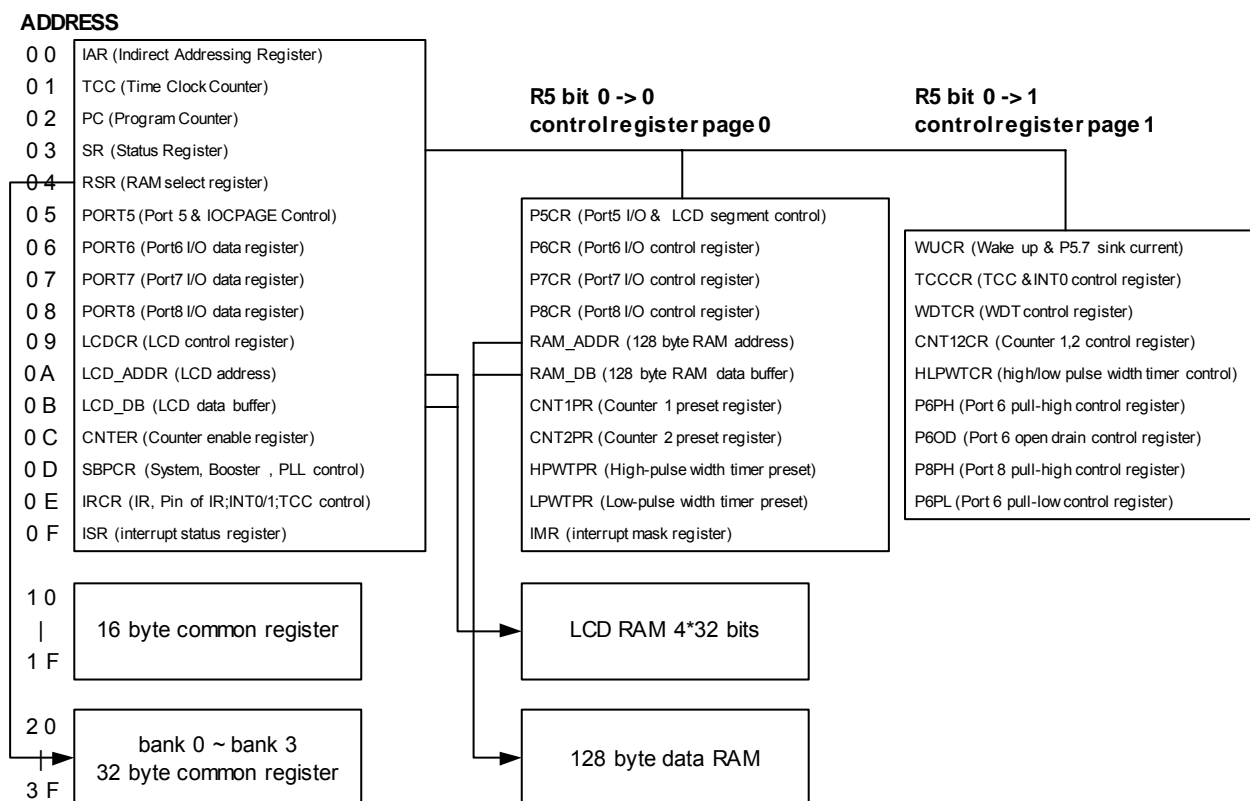 ADDRESS
0 0 IAR (Indirect Addressing Register)
0 1 TCC (Time Clock Counter)
0 2 PC (Program Counter)
0 3 SR (Status Register)
0 4 RSR (RAM select register)
0 5 PORT5 (Port 5 & IOCPAGE Control)
0 6 PORT6 (Port6 I/O data register)
0 7 PORT7 (Port7 I/O data register)
0 8 PORT8 (Port8 I/O data register)
0 9 LCDCR (LCD control register)
0 A LCD_ADDR (LCD address)
0 B LCD_DB (LCD data buffer)
0 C CNTER (Counter enable register)
0 D SBPCR (System, Booster , PLL control)
0 E IRCR (IR, Pin of IR;INT0/1;TCC control)
0 F ISR (interrupt status register)
R5 bit 0 -> 0
control register page 0
P5CR (Port5 I/O & LCD segment control)
P6CR (Port6 I/O control register)
P7CR (Port7 I/O control register)
P8CR (Port8 I/O control register)
RAM_ADDR (128 byte RAM address)
RAM_DB (128 byte RAM data buffer)
CNT1PR (Counter 1 preset register)
CNT2PR (Counter 2 preset register)
HPWTPR (High-pulse width timer preset)
LPWTPR (Low-pulse width timer preset)
IMR (interrupt mask register)
R5 bit 0 -> 1
control register page 1
WUCR (Wake up & P5.7 sink current)
TCCCR (TCC & INT0 control register)
WDTCR (WDT control register)
CNT12CR (Counter 1,2 control register)
HLPWTCR (high/low pulse width timer control)
P6PH (Port 6 pull-high control register)
P6OD (Port 6 open drain control register)
P8PH (Port 8 pull-high control register)
P6PL (Port 6 pull-low control register)
1 0
|
1 F
16 byte common register
LCD RAM 4*32 bits
2 0
|
3 F
bank 0 ~ bank 3
32 byte common register
128 byte data RAM